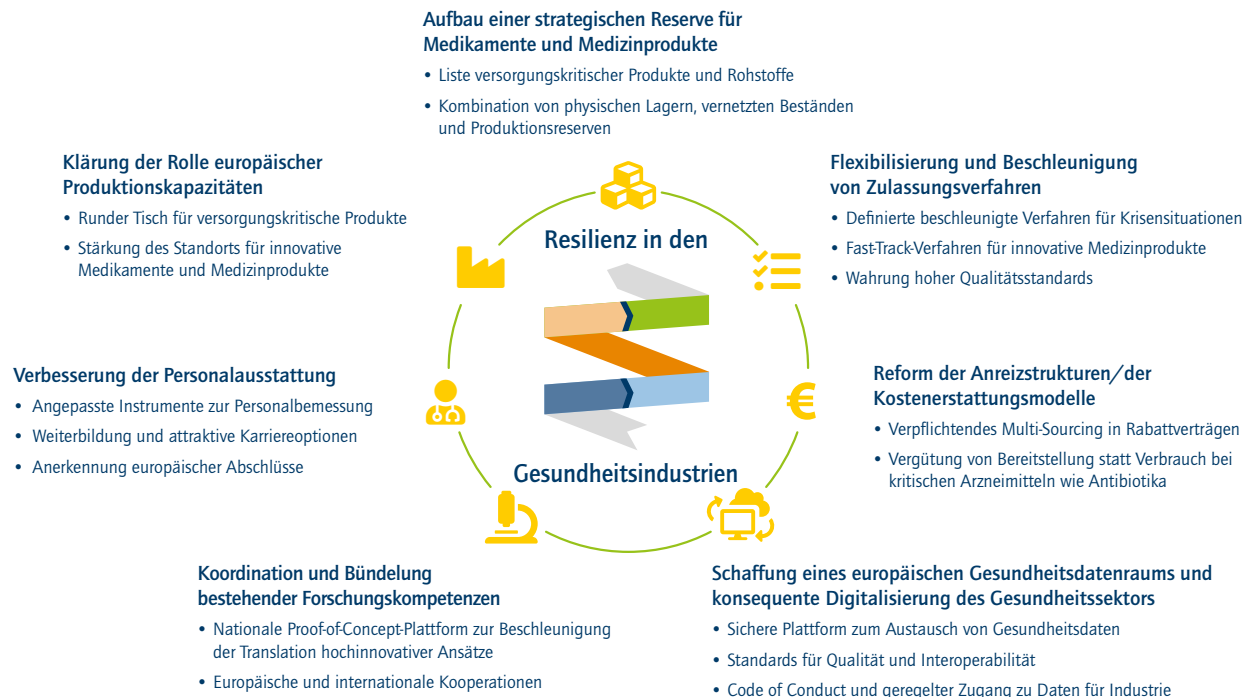 Aufbau einer strategischen Reserve für
Medikamente und Medizinprodukte
• Liste versorgungskritischer Produkte und Rohstoffe
• Kombination von physischen Lagern, vernetzten Beständen
und Produktionsreserven
Klärung der Rolle europäischer
Produktionskapazitäten
• Runder Tisch für versorgungskritische Produkte
• Stärkung des Standorts für innovative
Medikamente und Medizinprodukte
Flexibilisierung und Beschleunigung
von Zulassungsverfahren
• Definierte beschleunigte Verfahren für Krisensituationen
• Fast-Track-Verfahren für innovative Medizinprodukte
• Wahrung hoher Qualitätsstandards
Resilienz in den
Gesundheitsindustrien
Verbesserung der Personalausstattung
• Angepasste Instrumente zur Personalbemessung
• Weiterbildung und attraktive Karriereoptionen
• Anerkennung europäischer Abschlüsse
€
Reform der Anreizstrukturen/der
Kostenerstattungsmodelle
• Verpflichtendes Multi-Sourcing in Rabattverträgen
• Vergütung von Bereitstellung statt Verbrauch bei
kritischen Arzneimitteln wie Antibiotika
Koordination und Bündelung
bestehender Forschungskompetenzen
• Nationale Proof-of-Concept-Plattform zur Beschleunigung
der Translation hochinnovativer Ansätze
• Europäische und internationale Kooperationen
Schaffung eines europäischen Gesundheitsdatenraums und
konsequente Digitalisierung des Gesundheitssektors
• Sichere Plattform zum Austausch von Gesundheitsdaten
• Standards für Qualität und Interoperabilität
• Code of Conduct und geregelter Zugang zu Daten für Industrie